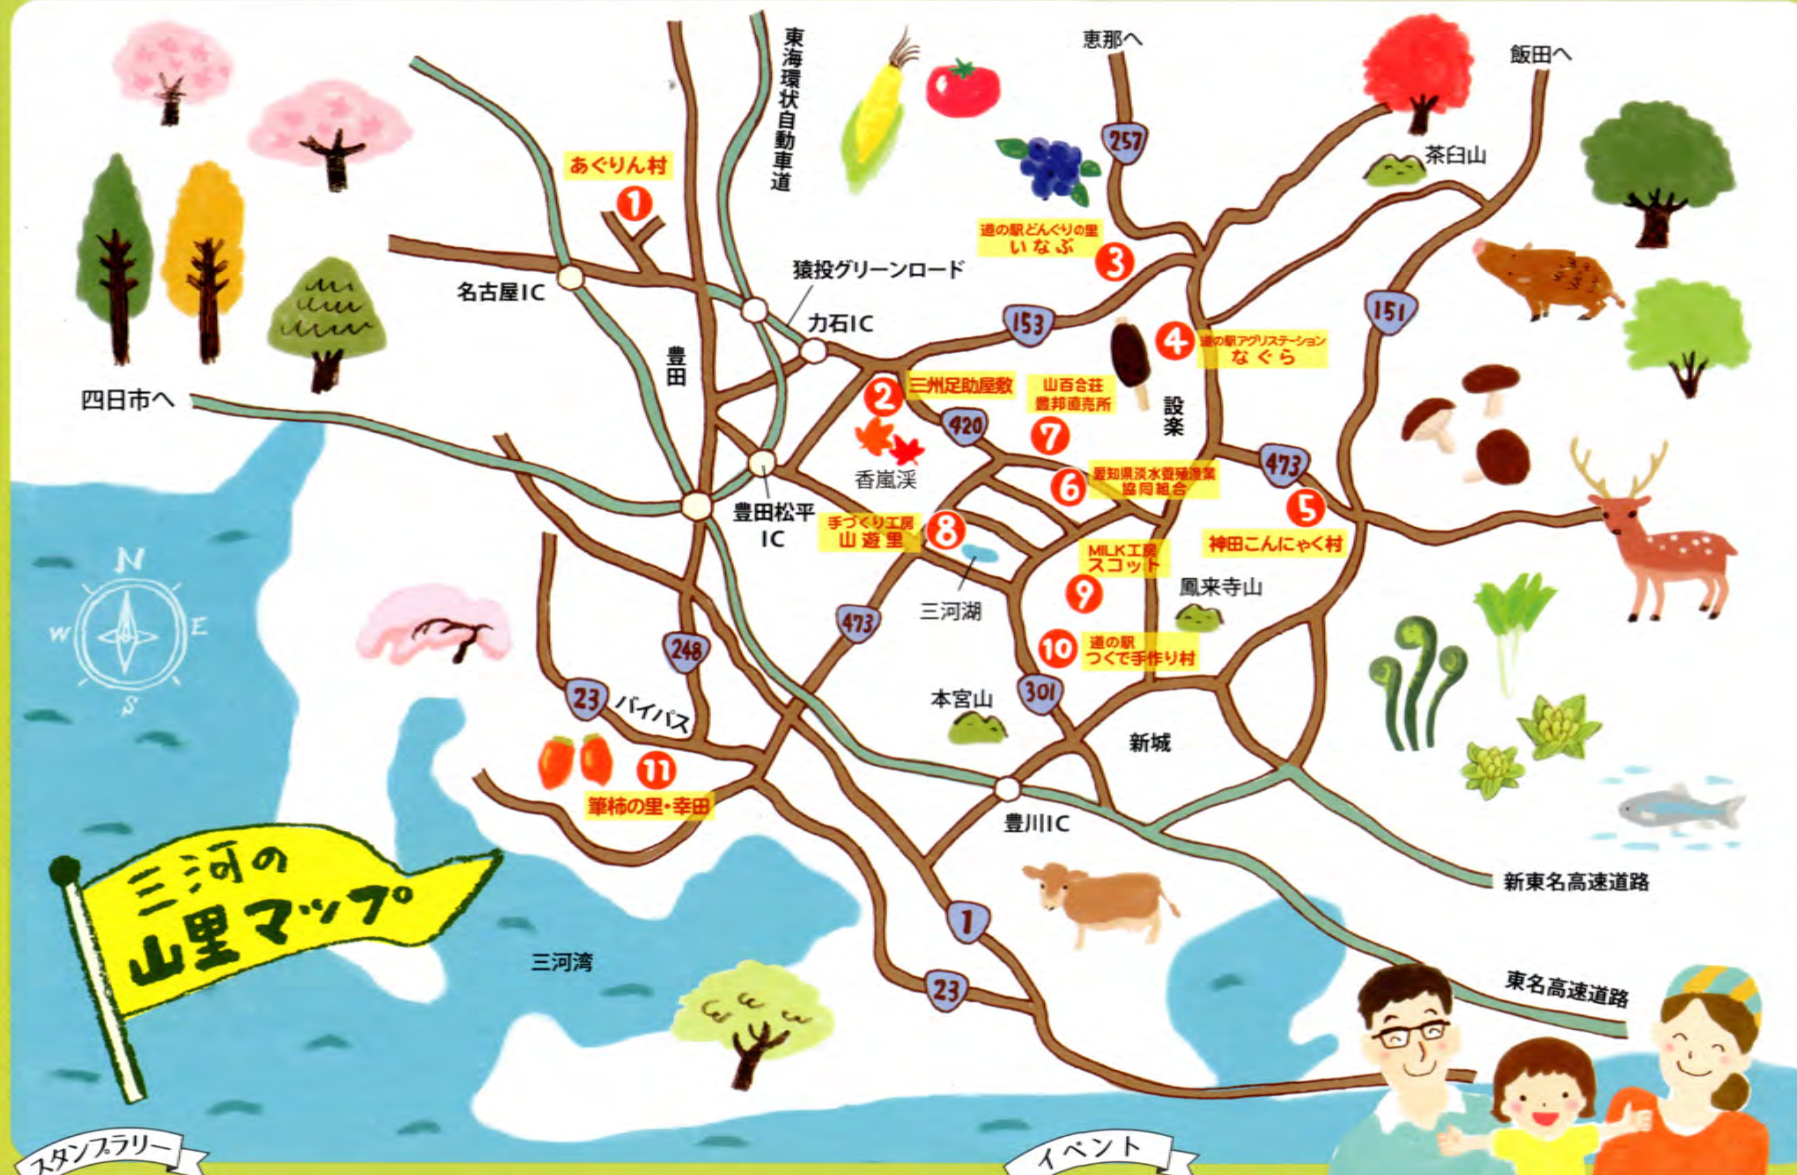 東海環状自動車道
恵那へ
飯田へ
257
茶臼山
あぐりん村
1
道の駅どんぐりの里
いなぶ
3
猿投グリーンロード
名古屋IC
力石IC
153
151
4
道の駅アグリステーション
なぐら
豊田
四日市へ
2
三州足助屋敷
山百合荘
豊邦直売所
設楽
420
7
473
香嵐渓
6
愛知県淡水養殖漁業
協同組合
5
豊田松平
IC
手づくり工房
山遊里
8
神田こんにゃく村
MILK工房
スコット
9
鳳来寺山
三河湖
473
N
W
E
S
248
10
道の駅
つくで手作り村
23
バイパス
301
本宮山
新城
11
筆柿の里・幸田
豊川IC
三河の
山里マップ
新東名高速道路
1
三河湾
23
東名高速道路
スタンプラリー
イベント